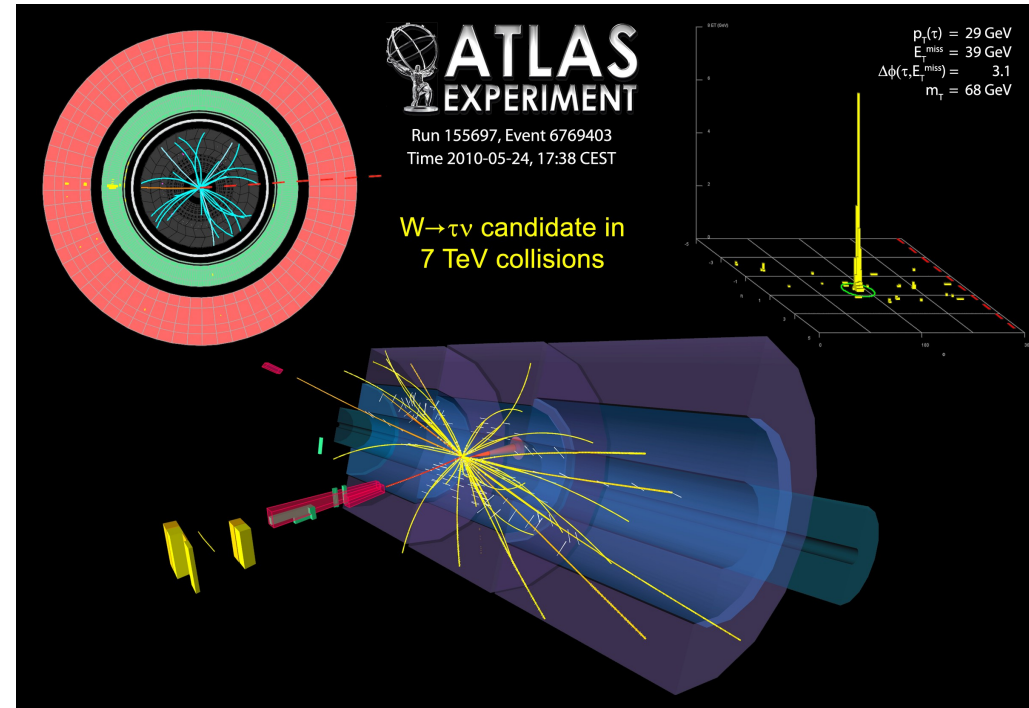 ATLAS
EXPERIMENT
Run 155697, Event 6769403
Time 2010-05-24, 17:38 CEST
W→τν candidate in
7 TeV collisions
p_T(τ) = 29 GeV
E_T^miss = 39 GeV
Δϕ(τ,E_T^miss) = 3.1
m_T = 68 GeV